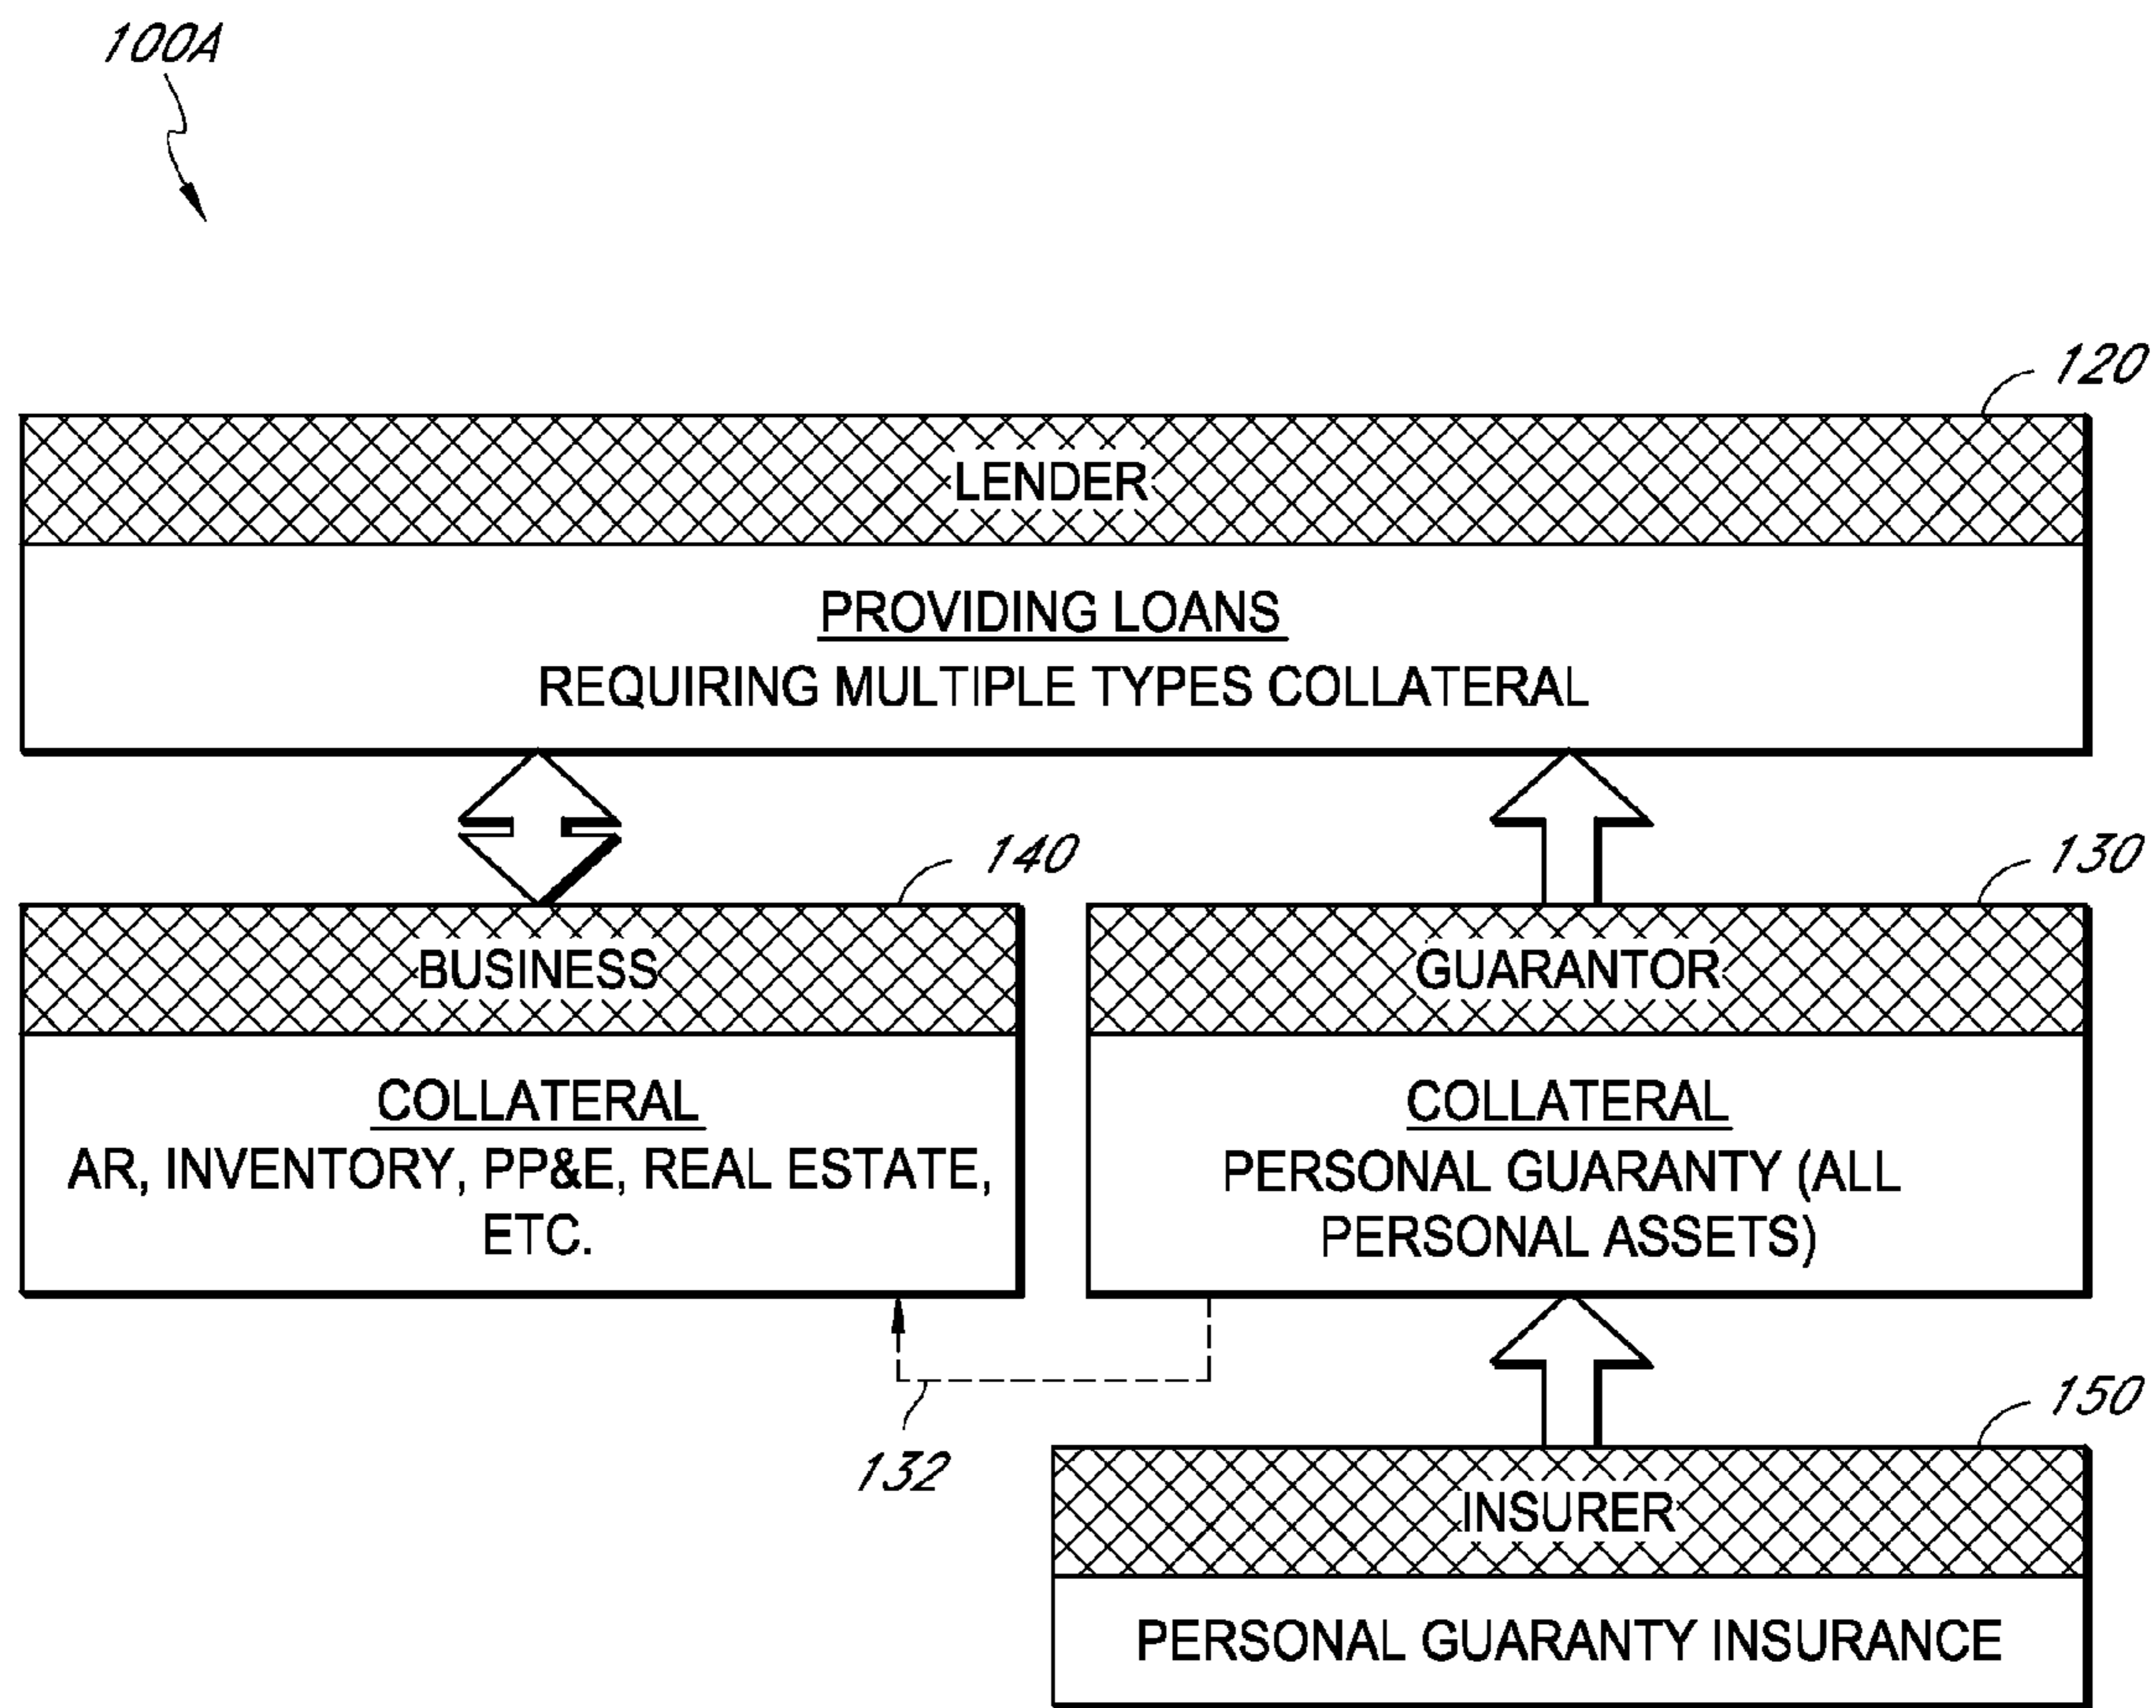 100A
120
LENDER
PROVIDING LOANS
REQUIRING MULTIPLE TYPES COLLATERAL
140
BUSINESS
COLLATERAL
AR, INVENTORY, PP&E, REAL ESTATE,
ETC.
130
GUARANTOR
COLLATERAL
PERSONAL GUARANTY (ALL
PERSONAL ASSETS)
132
150
INSURER
PERSONAL GUARANTY INSURANCE